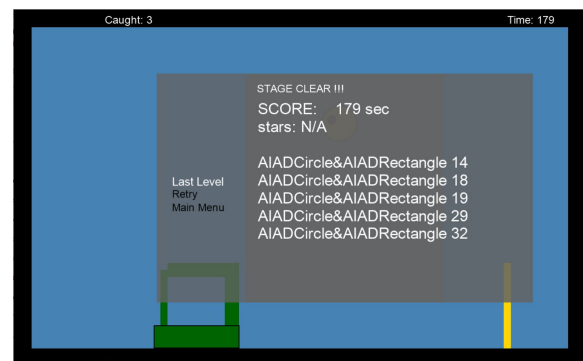 Caught: 3
Time: 179
STAGE CLEAR !!!
SCORE: 179 sec
stars: N/A
AIADCircle&AIADRectangle 14
AIADCircle&AIADRectangle 18
AIADCircle&AIADRectangle 19
AIADCircle&AIADRectangle 29
AIADCircle&AIADRectangle 32
Last Level
Retry
Main Menu